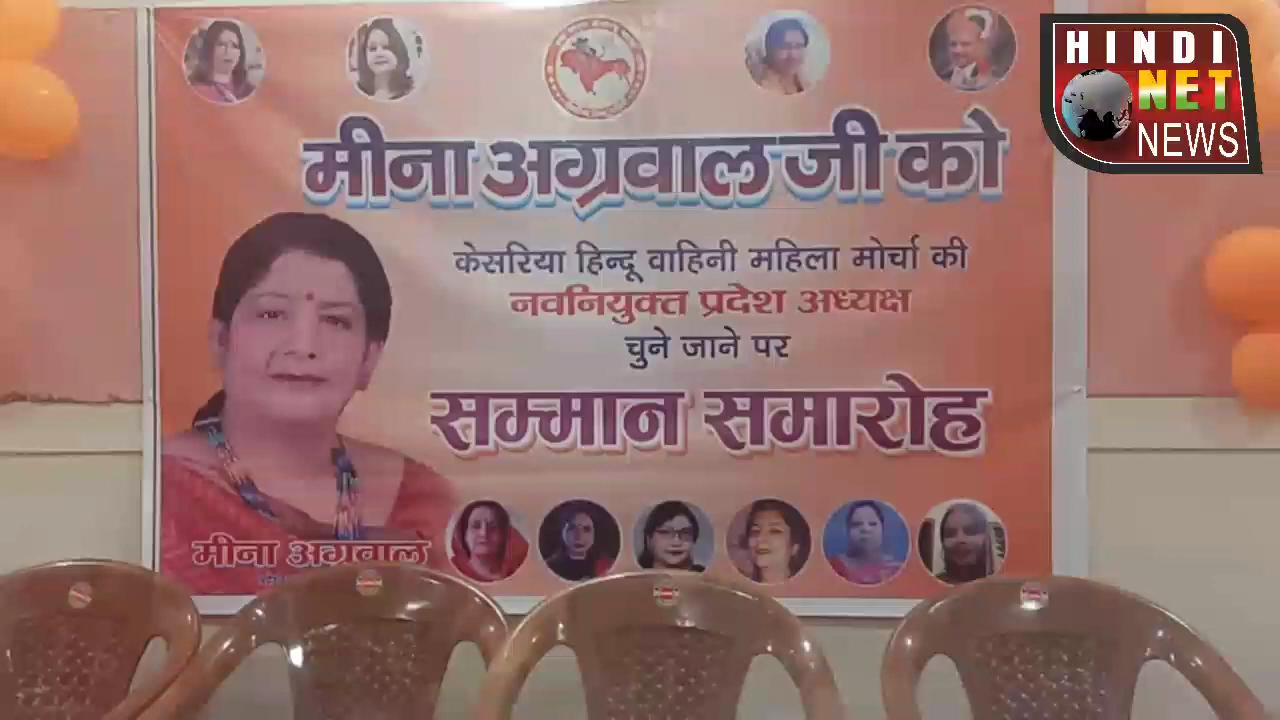 HINDI
NET
NEWS
मीना अग्रवाल जी को
केसरिया हिन्दू वाहिनी महिला मोर्चा की
नवनियुक्त प्रदेश अध्यक्ष
चुने जाने पर
सम्मान समारोह
मीना अग्रवाल